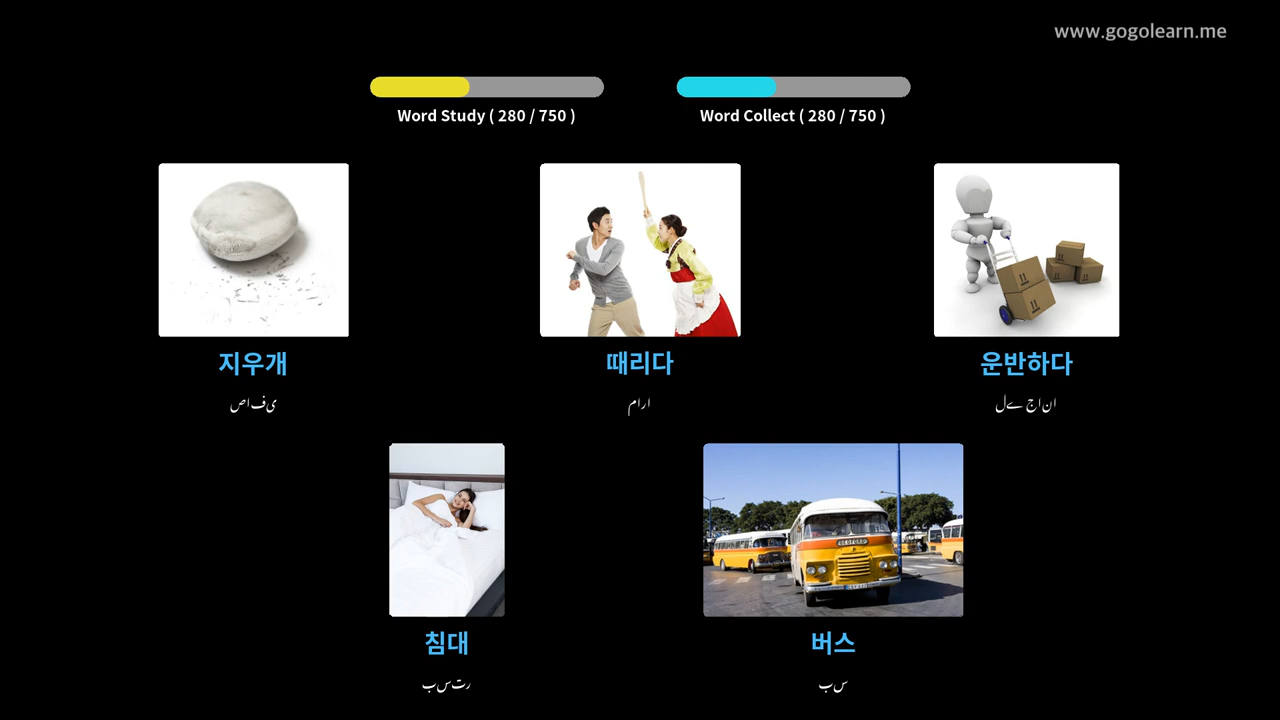 www.gogolearn.me
Word Study ( 280 / 750 )
Word Collect ( 280 / 750 )
지우개
때리다
운반하다
صافی
مارا
لے جانا
BEDFORD
침대
버스
بستر
بس